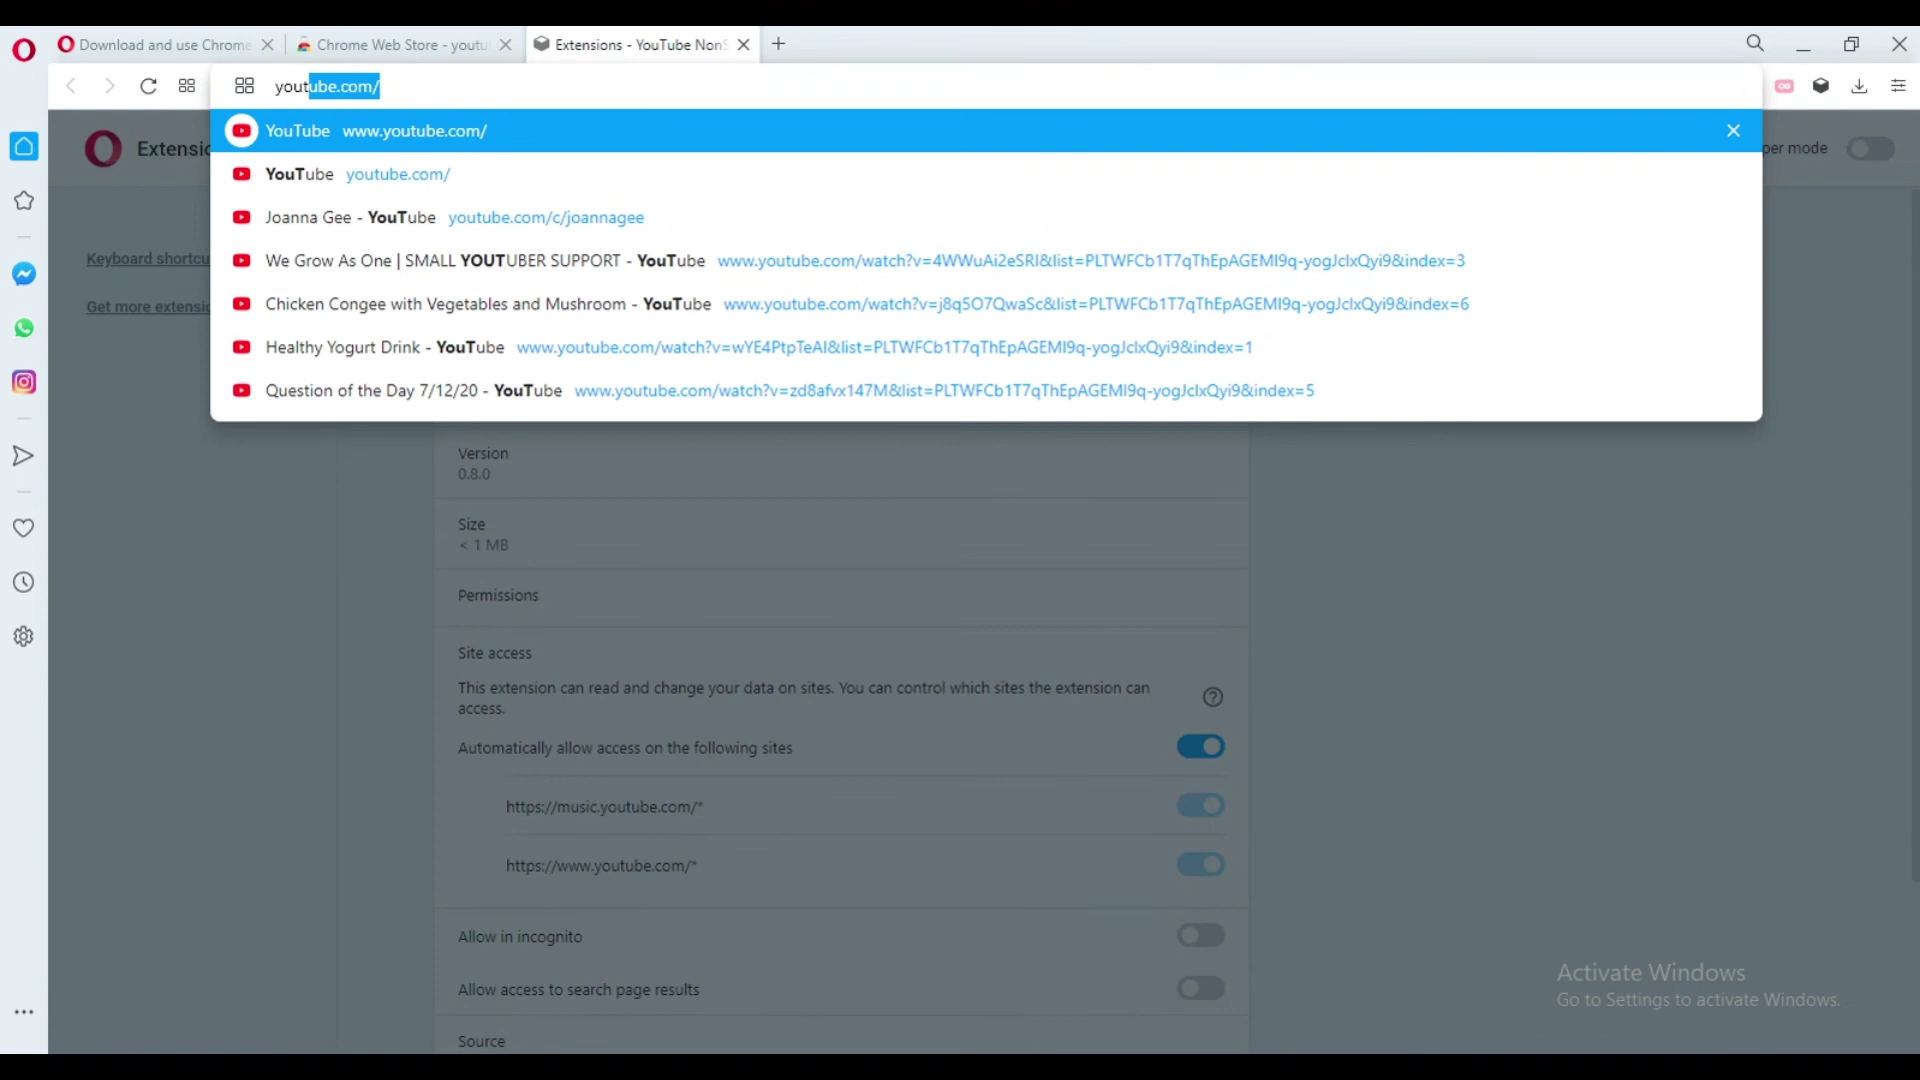 Download and use Chrome
Chrome Web Store - youtu
Extensions - YouTube NonS
youtube.com/
YouTube www.youtube.com/
YouTube youtube.com/
Joanna Gee - YouTube youtube.com/c/joannagee
We Grow As One | SMALL YOUTUBER SUPPORT - YouTube www.youtube.com/watch?v=4WWuAi2eSRI&list=PLTWFCb1T7qThEpAGEMI9q-yogJclxQyi9&index=3
Chicken Congee with Vegetables and Mushroom - YouTube www.youtube.com/watch?v=j8q5O7QwaSc&list=PLTWFCb1T7qThEpAGEMI9q-yogJclxQyi9&index=6
Healthy Yogurt Drink - YouTube www.youtube.com/watch?v=wYE4PtpTeAI&list=PLTWFCb1T7qThEpAGEMI9q-yogJclxQyi9&index=1
Question of the Day 7/12/20 - YouTube www.youtube.com/watch?v=zd8afvx147M&list=PLTWFCb1T7qThEpAGEMI9q-yogJclxQyi9&index=5
Extensio
per mode
Keyboard shortcu
Get more extensio
Version
0.8.0
Size
< 1 MB
Permissions
Site access
This extension can read and change your data on sites. You can control which sites the extension can
access.
Automatically allow access on the following sites
https://music.youtube.com/*
https://www.youtube.com/*
Allow in incognito
Allow access to search page results
Source
Activate Windows
Go to Settings to activate Windows.